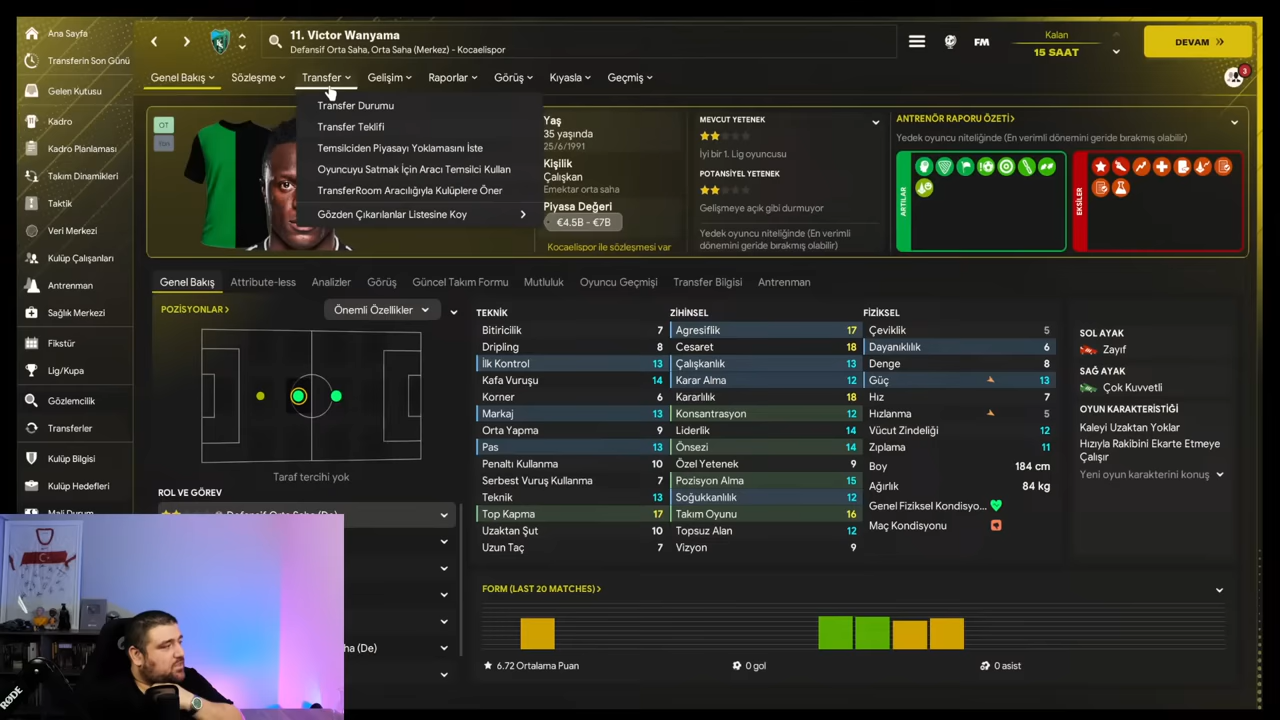 Ana Sayfa
Transferin Son Günü
Gelen Kutusu
Kadro
Kadro Planlaması
Takım Dinamikleri
Taktik
Veri Merkezi
Kulüp Çalışanları
Antrenman
Sağlık Merkezi
Fikstür
Lig/Kupa
Gözlemcilik
Transferler
Kulüp Bilgisi
Kulüp Hedefleri
11. Victor Wanyama
Defansif Orta Saha, Orta Saha (Merkez) - Kocaelispor
FM
Kalan
15 SAAT
DEVAM
3
Genel Bakış
Sözleşme
Transfer
Gelişim
Raporlar
Görüş
Kıyasla
Geçmiş
Transfer Durumu
Transfer Teklifi
Temsilciden Piyasayı Yoklamasını İste
Oyuncuyu Satmak İçin Aracı Temsilci Kullan
TransferRoom Aracılığıyla Kulüplere Öner
Gözden Çıkarılanlar Listesine Koy
OT
Yaş
35 yaşında
25/6/1991
Kişilik
Çalışkan
Emektar orta saha
Piyasa Değeri
€4.5B - €7B
Kocaelispor ile sözleşmesi var
MEVCUT YETENEK
İyi bir 1. Lig oyuncusu
POTANSİYEL YETENEK
Gelişmeye açık gibi durmuyor
Yedek oyuncu niteliğinde (En verimli
dönemini geride bırakmış olabilir)
ANTRENÖR RAPORU ÖZETİ
Yedek oyuncu niteliğinde (En verimli dönemini geride bırakmış olabilir)
ARTILAR
EKSİLER
Genel Bakış
Attribute-less
Analizler
Görüş
Güncel Takım Formu
Mutluluk
Oyuncu Geçmişi
Transfer Bilgisi
Antrenman
POZİSYONLAR
Önemli Özellikler
Taraf tercihi yok
ROL VE GÖREV
TEKNİK
Bitiricilik 7
Dripling 8
İlk Kontrol 13
Kafa Vuruşu 14
Korner 6
Markaj 13
Orta Yapma 9
Pas 13
Penaltı Kullanma 10
Serbest Vuruş Kullanma 7
Teknik 13
Top Kapma 17
Uzaktan Şut 10
Uzun Taç 7
ZİHİNSEL
Agresiflik 17
Cesaret 18
Çalışkanlık 13
Karar Alma 12
Kararlılık 18
Konsantrasyon 12
Liderlik 14
Önsezi 14
Özel Yetenek 9
Pozisyon Alma 15
Soğukkanlılık 12
Takım Oyunu 16
Topsuz Alan 12
Vizyon 9
FİZİKSEL
Çeviklik 5
Dayanıklılık 6
Denge 8
Güç 13
Hız 7
Hızlanma 5
Vücut Zindeliği 12
Zıplama 11
Boy 184 cm
Ağırlık 84 kg
Genel Fiziksel Kondisyo...
Maç Kondisyonu
SOL AYAK
Zayıf
SAĞ AYAK
Çok Kuvvetli
OYUN KARAKTERİSTİĞİ
Kaleyi Uzaktan Yoklar
Hızıyla Rakibini Ekarte Etmeye
Çalışır
Yeni oyun karakterini konuş
FORM (LAST 20 MATCHES)
6.72 Ortalama Puan
0 gol
0 asist
RØDE